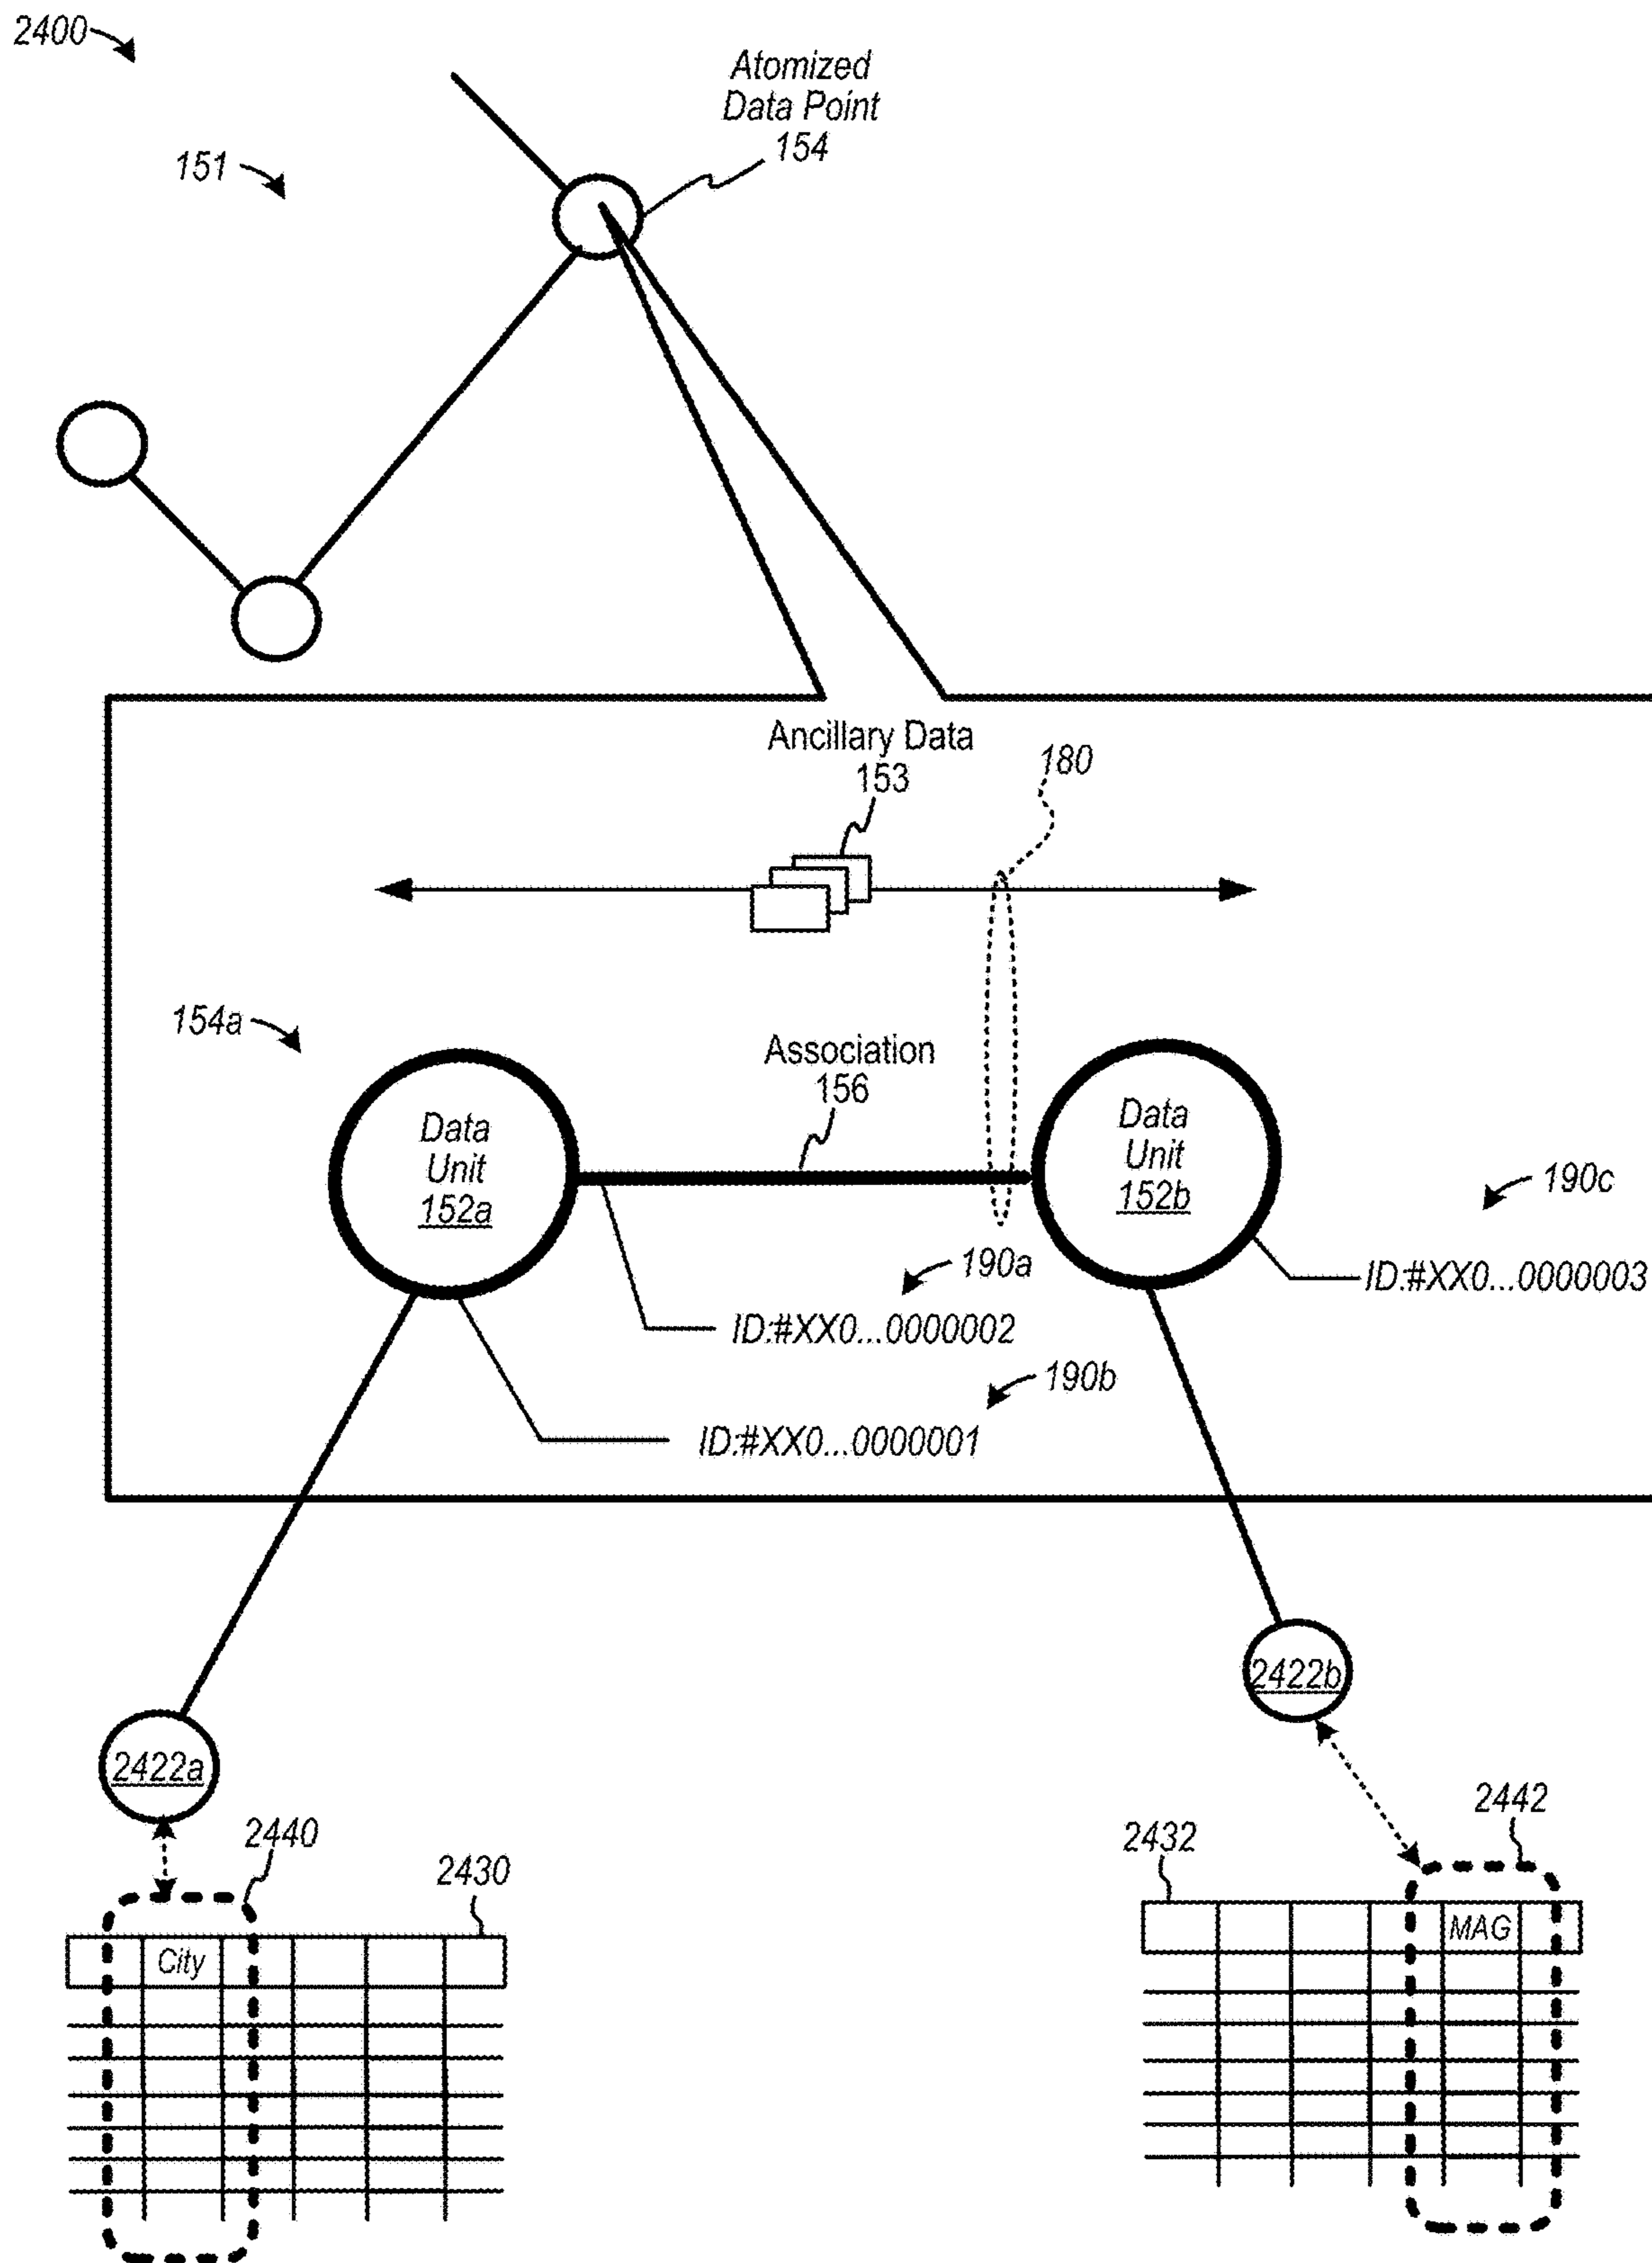 2400
Atomized
Data Point
154
151
Ancillary Data
153
180
154a
Association
156
Data
Unit
152a
Data
Unit
152b
190c
190a
ID:#XX0...0000003
ID:#XX0...0000002
190b
ID:#XX0...0000001
2422b
2422a
2440
2430
2442
2432
City
MAG